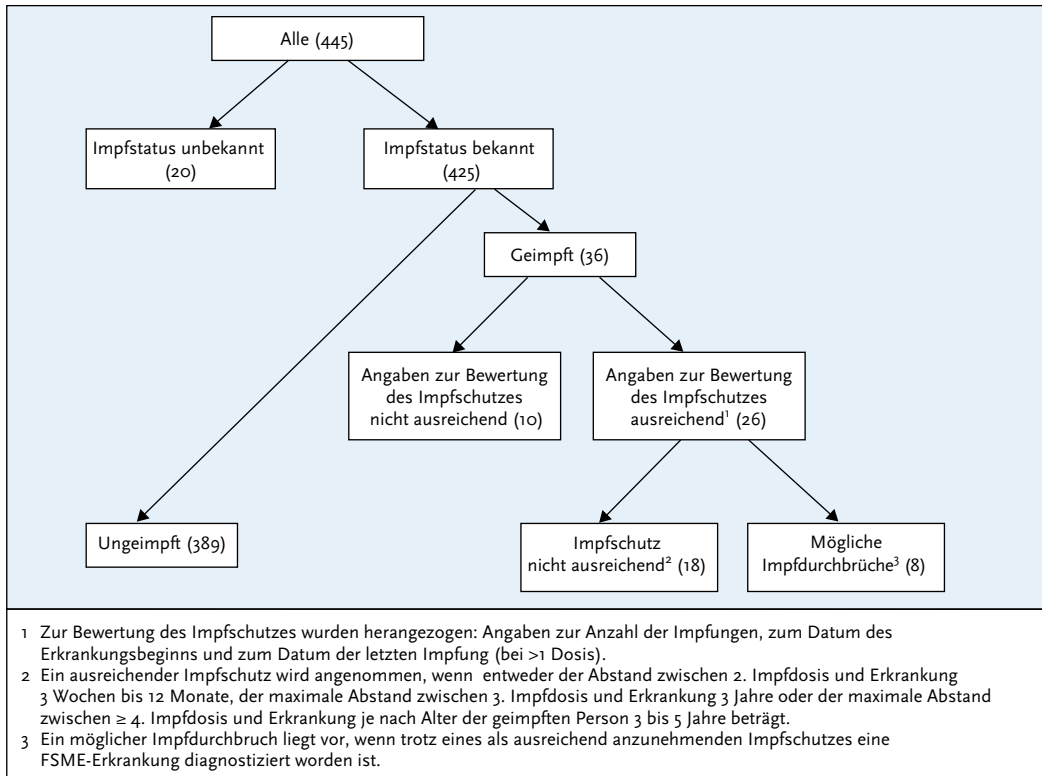 Alle (445)
Impfstatus unbekannt
(20)
Impfstatus bekannt
(425)
Geimpft (36)
Angaben zur Bewertung
des Impfschutzes
nicht ausreichend (10)
Angaben zur Bewertung
des Impfschutzes
ausreichend¹ (26)
Ungeimpft (389)
Impfschutz
nicht ausreichend² (18)
Mögliche
Impfdurchbrüche³ (8)
1 Zur Bewertung des Impfschutzes wurden herangezogen: Angaben zur Anzahl der Impfungen, zum Datum des
Erkrankungsbeginns und zum Datum der letzten Impfung (bei >1 Dosis).
2 Ein ausreichender Impfschutz wird angenommen, wenn entweder der Abstand zwischen 2. Impfdosis und Erkrankung
3 Wochen bis 12 Monate, der maximale Abstand zwischen 3. Impfdosis und Erkrankung 3 Jahre oder der maximale Abstand
zwischen ≥ 4. Impfdosis und Erkrankung je nach Alter der geimpften Person 3 bis 5 Jahre beträgt.
3 Ein möglicher Impfdurchbruch liegt vor, wenn trotz eines als ausreichend anzunehmenden Impfschutzes eine
FSME-Erkrankung diagnostiziert worden ist.